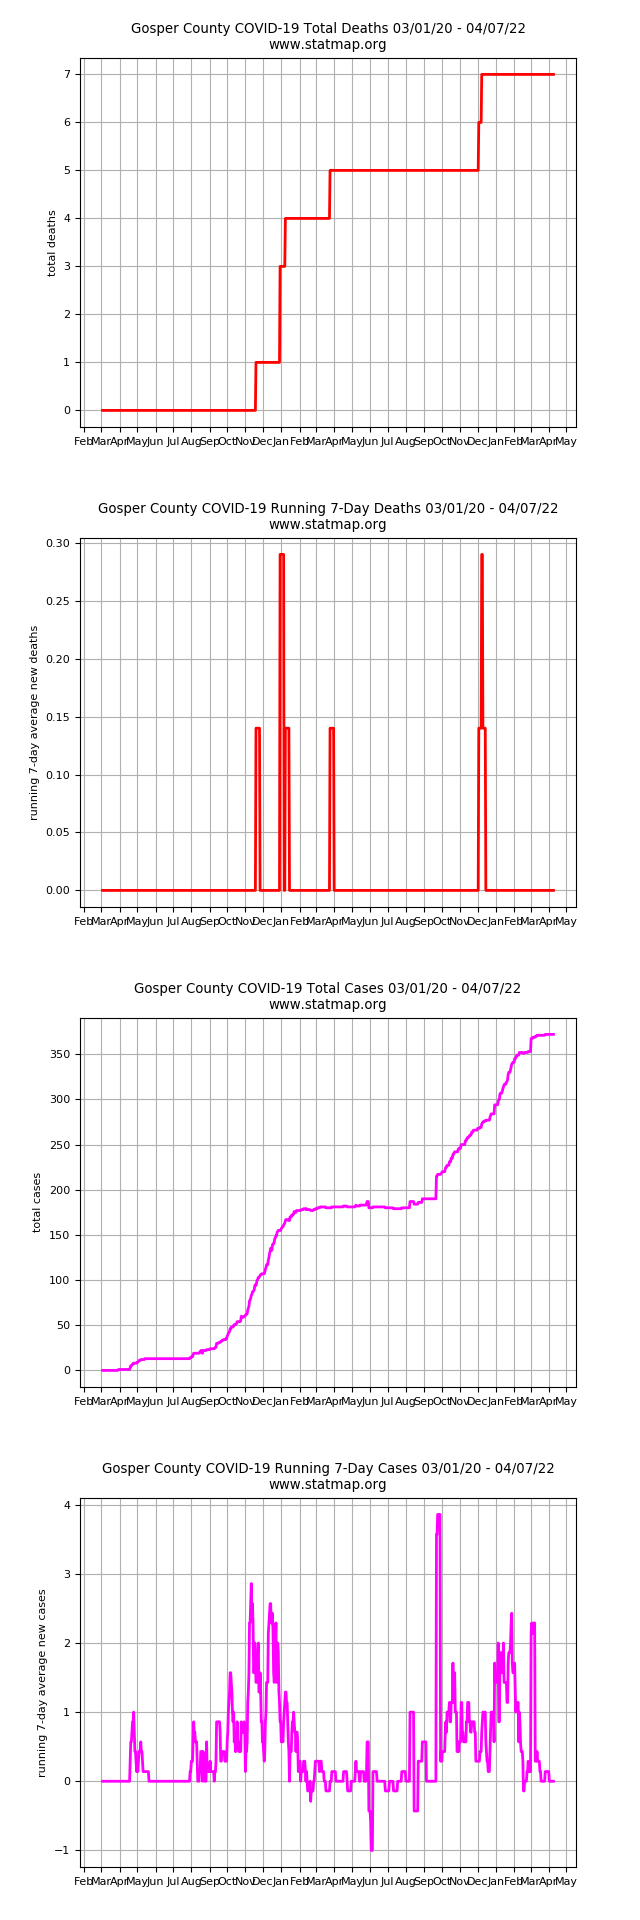 Gosper County COVID-19 Total Deaths 03/01/20 - 04/07/22
www.statmap.org
7
6
5
4
3
2
1
0
total deaths
Feb Mar Apr May Jun Jul Aug Sep Oct Nov Dec Jan Feb Mar Apr May Jun Jul Aug Sep Oct Nov Dec Jan Feb Mar Apr May
Gosper County COVID-19 Running 7-Day Deaths 03/01/20 - 04/07/22
www.statmap.org
0.30
0.25
0.20
0.15
0.10
0.05
0.00
running 7-day average new deaths
Feb Mar Apr May Jun Jul Aug Sep Oct Nov Dec Jan Feb Mar Apr May Jun Jul Aug Sep Oct Nov Dec Jan Feb Mar Apr May
Gosper County COVID-19 Total Cases 03/01/20 - 04/07/22
www.statmap.org
350
300
250
200
150
100
50
0
total cases
Feb Mar Apr May Jun Jul Aug Sep Oct Nov Dec Jan Feb Mar Apr May Jun Jul Aug Sep Oct Nov Dec Jan Feb Mar Apr May
Gosper County COVID-19 Running 7-Day Cases 03/01/20 - 04/07/22
www.statmap.org
4
3
2
1
0
−1
running 7-day average new cases
Feb Mar Apr May Jun Jul Aug Sep Oct Nov Dec Jan Feb Mar Apr May Jun Jul Aug Sep Oct Nov Dec Jan Feb Mar Apr May